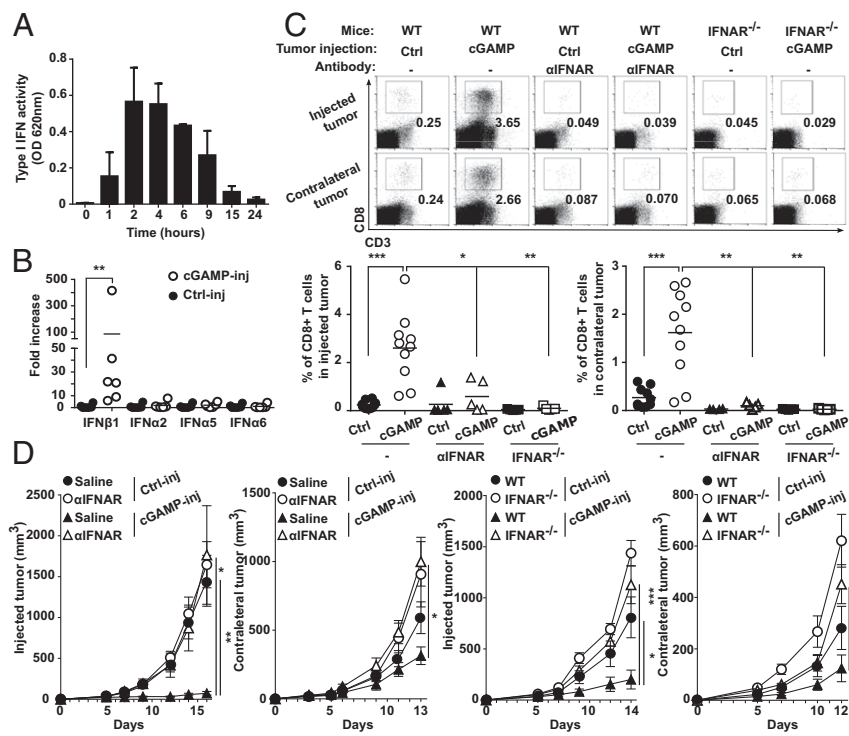 A
0.8
0.6
0.4
0.2
0
Type I IFN activity
(OD 620nm)
0 1 2 4 6 9 15 24
Time (hours)
B
**
cGAMP-inj
Ctrl-inj
500
400
300
200
100
50
30
20
10
0
Fold increase
IFNβ1 IFNα2 IFNα5 IFNα6
C
Mice: WT WT WT WT IFNAR-/- IFNAR-/-
Tumor injection: Ctrl cGAMP Ctrl cGAMP Ctrl cGAMP
Antibody: - - αIFNAR αIFNAR - -
Injected
tumor
0.25 3.65 0.049 0.039 0.045 0.029
Contralateral
tumor
0.24 2.66 0.087 0.070 0.065 0.068
CD8
CD3
*** * **
6
4
2
0
% of CD8+ T cells
in injected tumor
Ctrl cGAMP Ctrl cGAMP Ctrl cGAMP
- αIFNAR IFNAR-/-
*** ** **
3
2
1
0
% of CD8+ T cells
in contralateral tumor
Ctrl cGAMP Ctrl cGAMP Ctrl cGAMP
- αIFNAR IFNAR-/-
D
Saline
αIFNAR
Ctrl-inj
Saline
αIFNAR
cGAMP-inj
2500
2000
1500
1000
500
0
Injected tumor (mm3)
*
**
0 5 10 15
Days
Saline
αIFNAR
Ctrl-inj
Saline
αIFNAR
cGAMP-inj
1500
1000
500
0
Contraleteral tumor (mm3)
*
0 5 10 13
Days
WT
IFNAR-/-
Ctrl-inj
WT
IFNAR-/-
cGAMP-inj
2000
1500
1000
500
0
Injected tumor (mm3)
***
*
0 5 10 14
Days
WT
IFNAR-/-
Ctrl-inj
WT
IFNAR-/-
cGAMP-inj
800
600
400
200
0
Contraleteral tumor (mm3)
0 5 10 12
Days